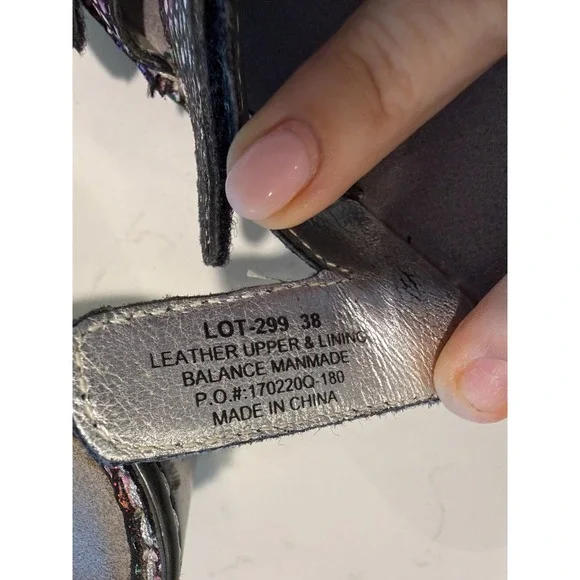 LOT-299 38
LEATHER UPPER & LINING
BALANCE MANMADE
P.O.#:170220Q-180
MADE IN CHINA